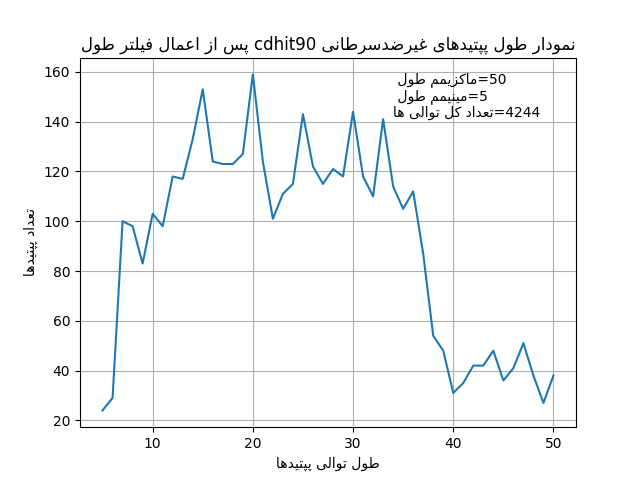 نمودار طول پپتیدهای غیرضدسرطانی cdhit90 پس از اعمال فیلتر طول
ماکزیمم طول=50
مینیمم طول=5
تعداد کل توالی ها=4244
تعداد پپتیدها
160
140
120
100
80
60
40
20
10 20 30 40 50
طول توالی پپتیدها